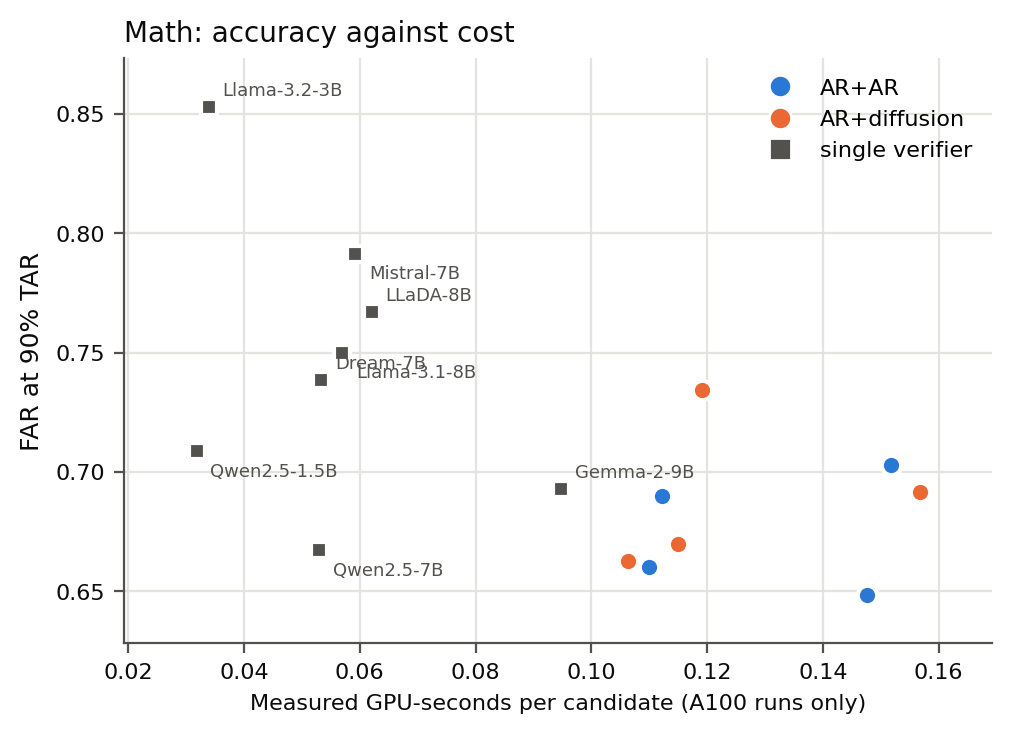 Math: accuracy against cost
AR+AR
AR+diffusion
single verifier
Llama-3.2-3B
Mistral-7B
LLaDA-8B
Dream-7B
Llama-3.1-8B
Qwen2.5-1.5B
Gemma-2-9B
Qwen2.5-7B
FAR at 90% TAR
0.85
0.80
0.75
0.70
0.65
0.02 0.04 0.06 0.08 0.10 0.12 0.14 0.16
Measured GPU-seconds per candidate (A100 runs only)